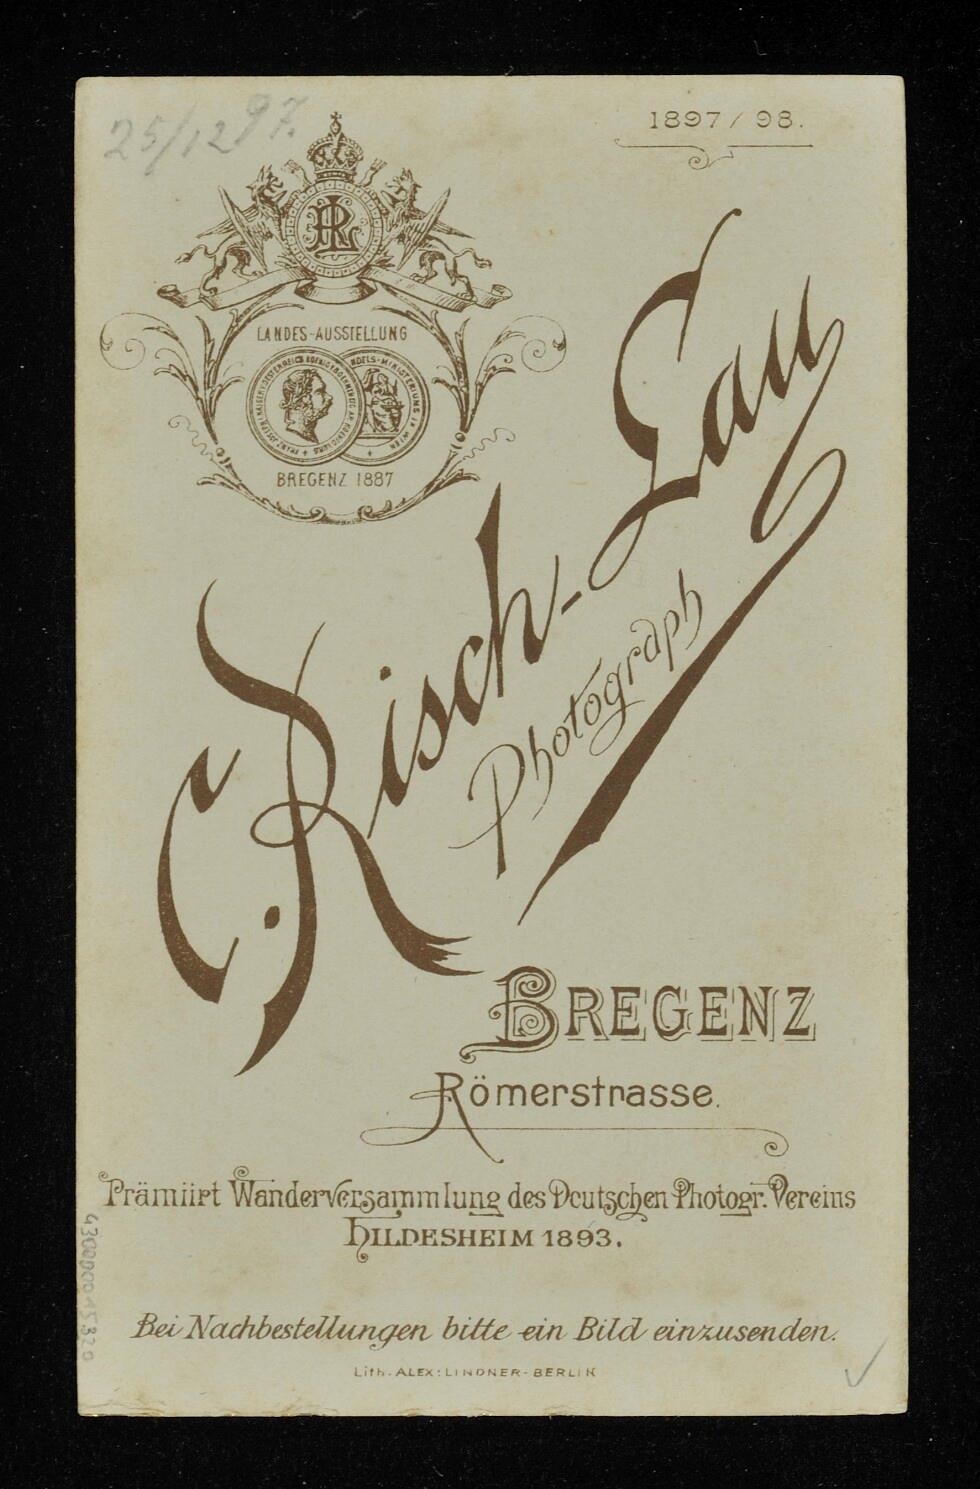 25/12 97.
1897/98.
RL
LANDES-AUSSTELLUNG
BREGENZ 1887
C. Risch-Lau
Photograph
BREGENZ
Römerstrasse.
Prämiirt Wanderversammlung des Deutschen Photogr. Vereins
HILDESHEIM 1893.
Bei Nachbestellungen bitte ein Bild einzusenden.
Lith. ALEX: LINDNER-BERLIN